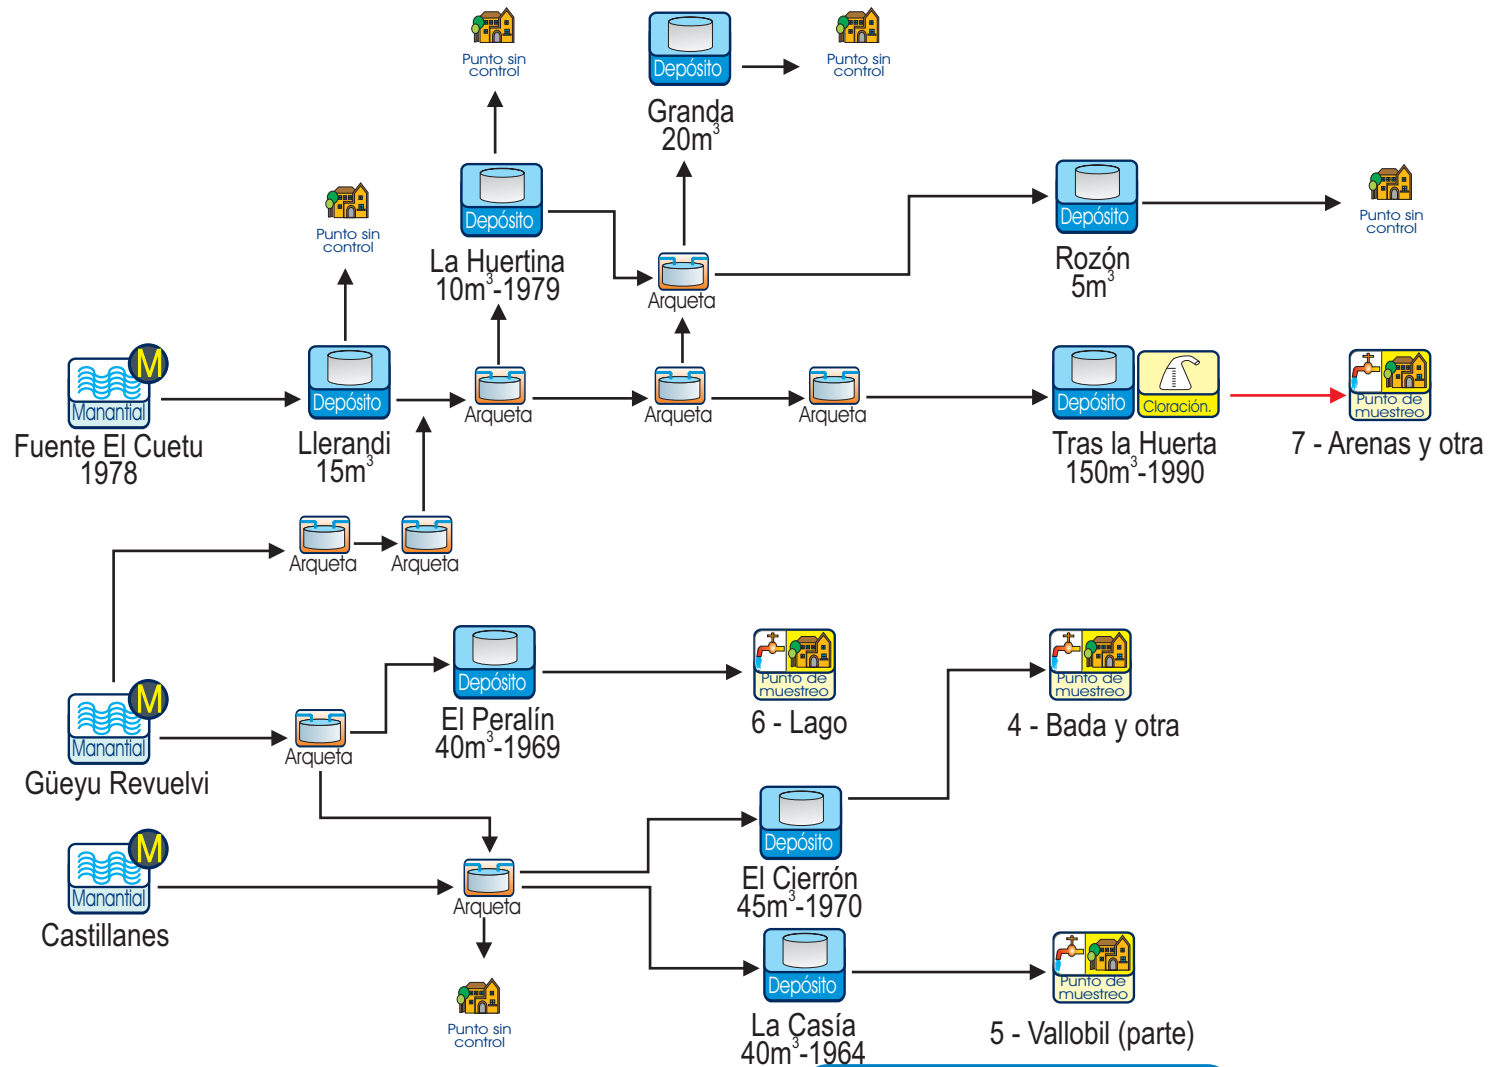 Punto sin
control
Depósito
Granda
20m³
Punto sin
control
Punto sin
control
Depósito
La Huertina
10m³-1979
Arqueta
Depósito
Rozón
5m³
Punto sin
control
M
Manantial
Fuente El Cuetu
1978
Depósito
Llerandi
15m³
Arqueta
Arqueta
Arqueta
Depósito
Cloración.
Tras la Huerta
150m³-1990
Punto de
muestreo
7 - Arenas y otra
Arqueta
Arqueta
M
Manantial
Güeyu Revuelvi
Arqueta
Depósito
El Peralín
40m³-1969
Punto de
muestreo
6 - Lago
Punto de
muestreo
4 - Bada y otra
M
Manantial
Castillanes
Arqueta
Depósito
El Cierrón
45m³-1970
Punto sin
control
Depósito
La Casía
40m³-1964
Punto de
muestreo
5 - Vallobil (parte)